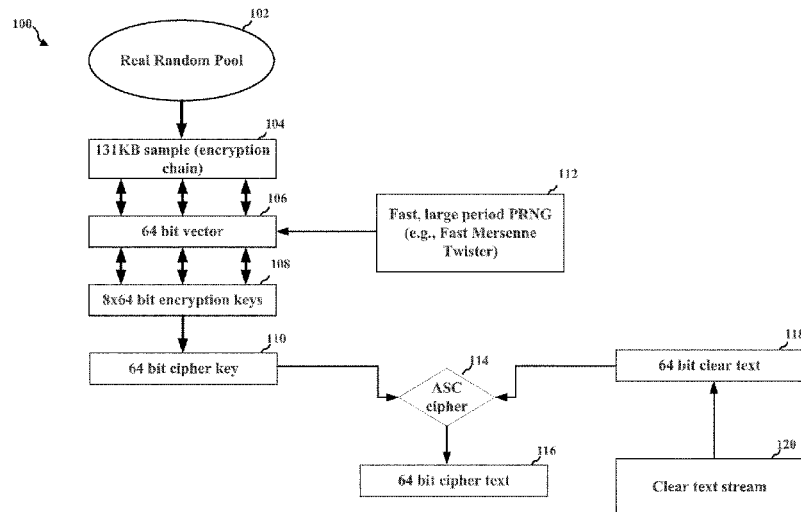 100
102
Real Random Pool
104
131KB sample (encryption
chain)
106
112
64 bit vector
Fast, large period PRNG
(e.g., Fast Mersenne
Twister)
108
8x64 bit encryption keys
110
64 bit cipher key
114
ASC
cipher
118
64 bit clear text
116
64 bit cipher text
120
Clear text stream